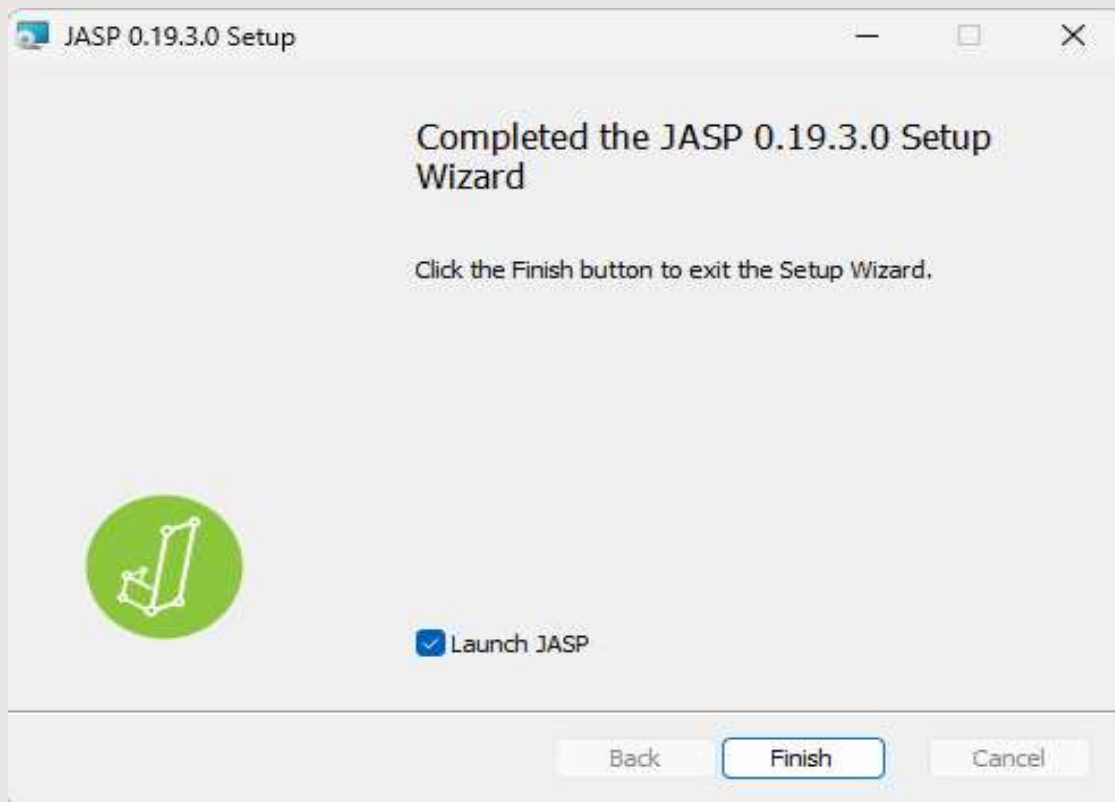 JASP 0.19.3.0 Setup
Completed the JASP 0.19.3.0 Setup
Wizard
Click the Finish button to exit the Setup Wizard.
Launch JASP
Back
Finish
Cancel